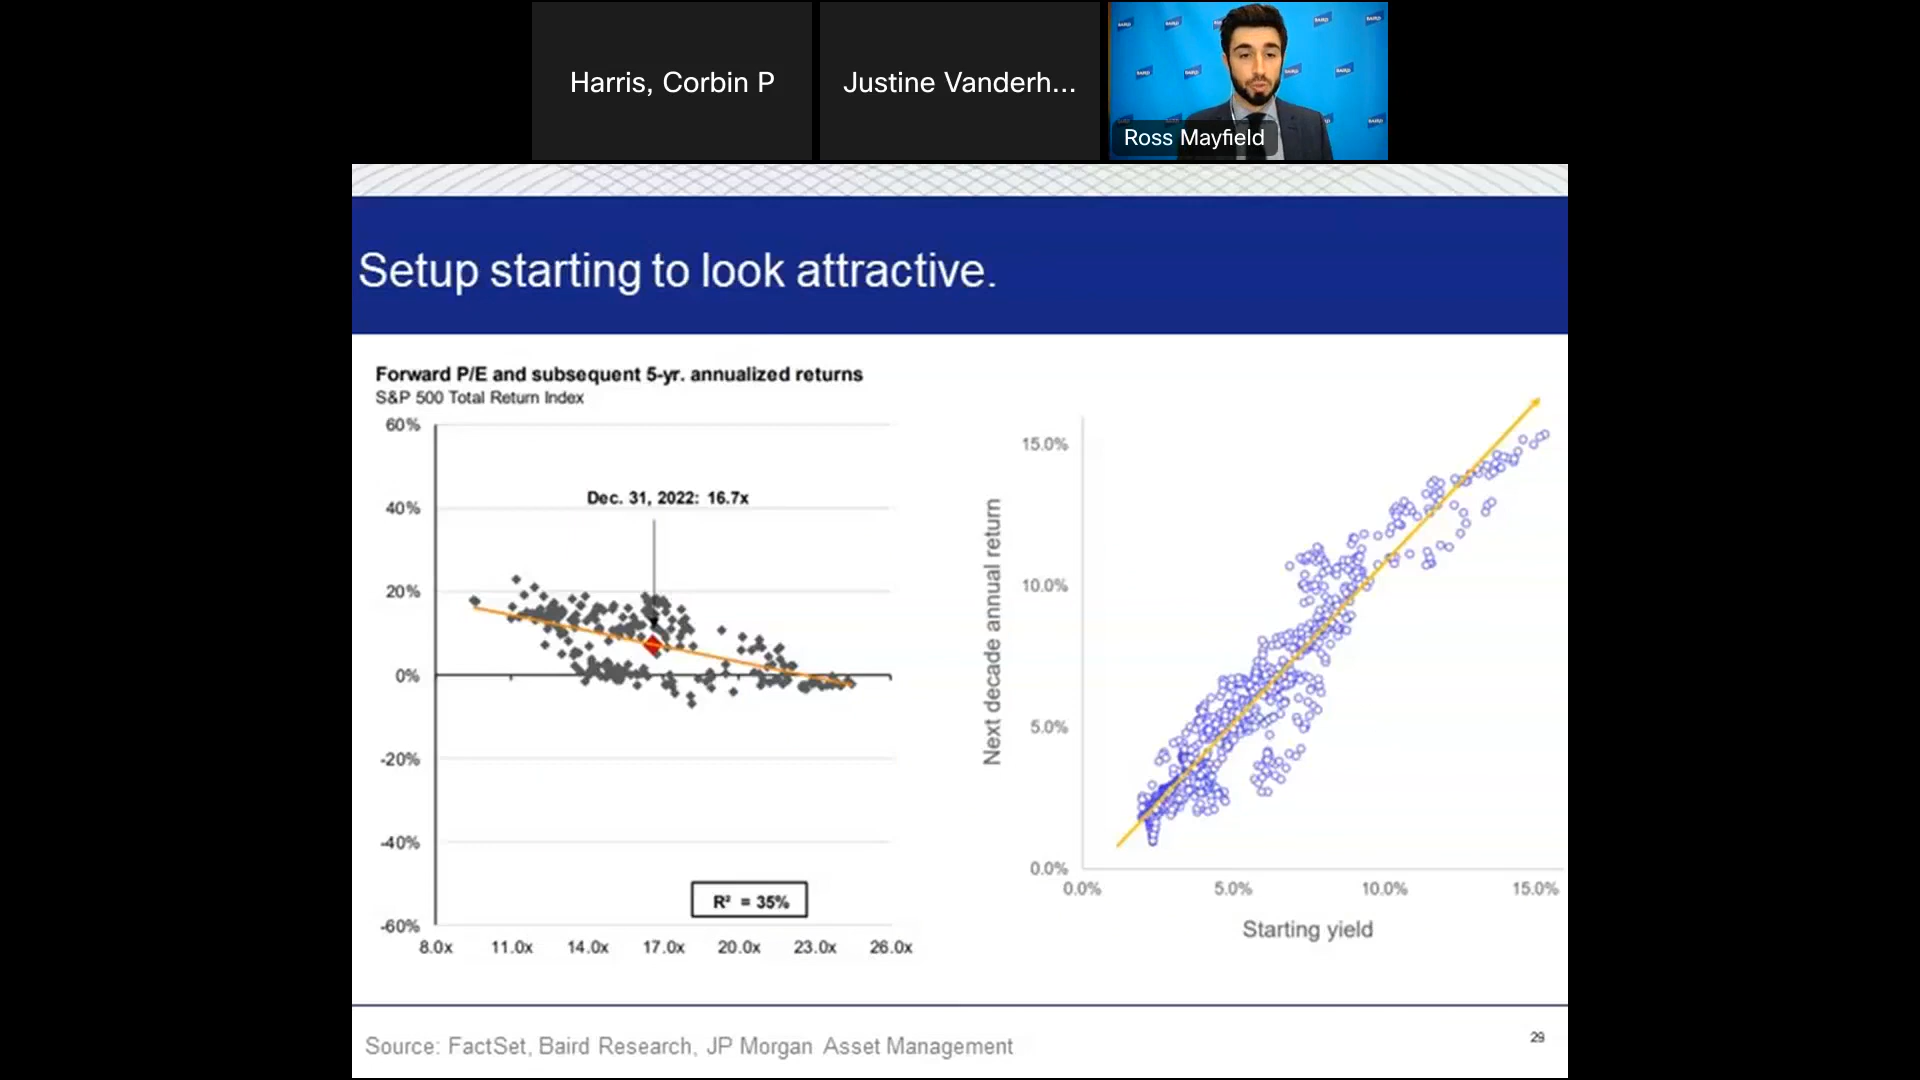 Harris, Corbin P
Justine Vanderh...
Ross Mayfield
Setup starting to look attractive.
Forward P/E and subsequent 5-yr. annualized returns
S&P 500 Total Return Index
60%
40%
20%
0%
-20%
-40%
-60%
Dec. 31, 2022: 16.7x
R² = 35%
8.0x 11.0x 14.0x 17.0x 20.0x 23.0x 26.0x
Next decade annual return
15.0%
10.0%
5.0%
0.0%
0.0% 5.0% 10.0% 15.0%
Starting yield
Source: FactSet, Baird Research, JP Morgan Asset Management
29